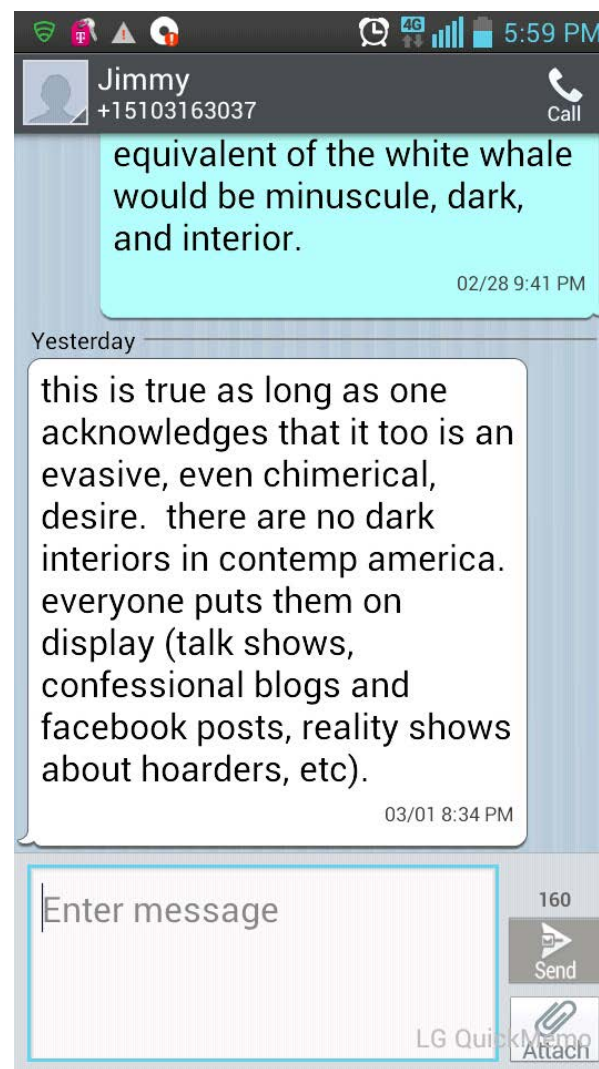 4G 5:59 PM
Jimmy
+15103163037
Call
equivalent of the white whale
would be minuscule, dark,
and interior.
02/28 9:41 PM
Yesterday
this is true as long as one
acknowledges that it too is an
evasive, even chimerical,
desire.  there are no dark
interiors in contemp america.
everyone puts them on
display (talk shows,
confessional blogs and
facebook posts, reality shows
about hoarders, etc).
03/01 8:34 PM
Enter message
160
Send
Attach
LG QuickMemo